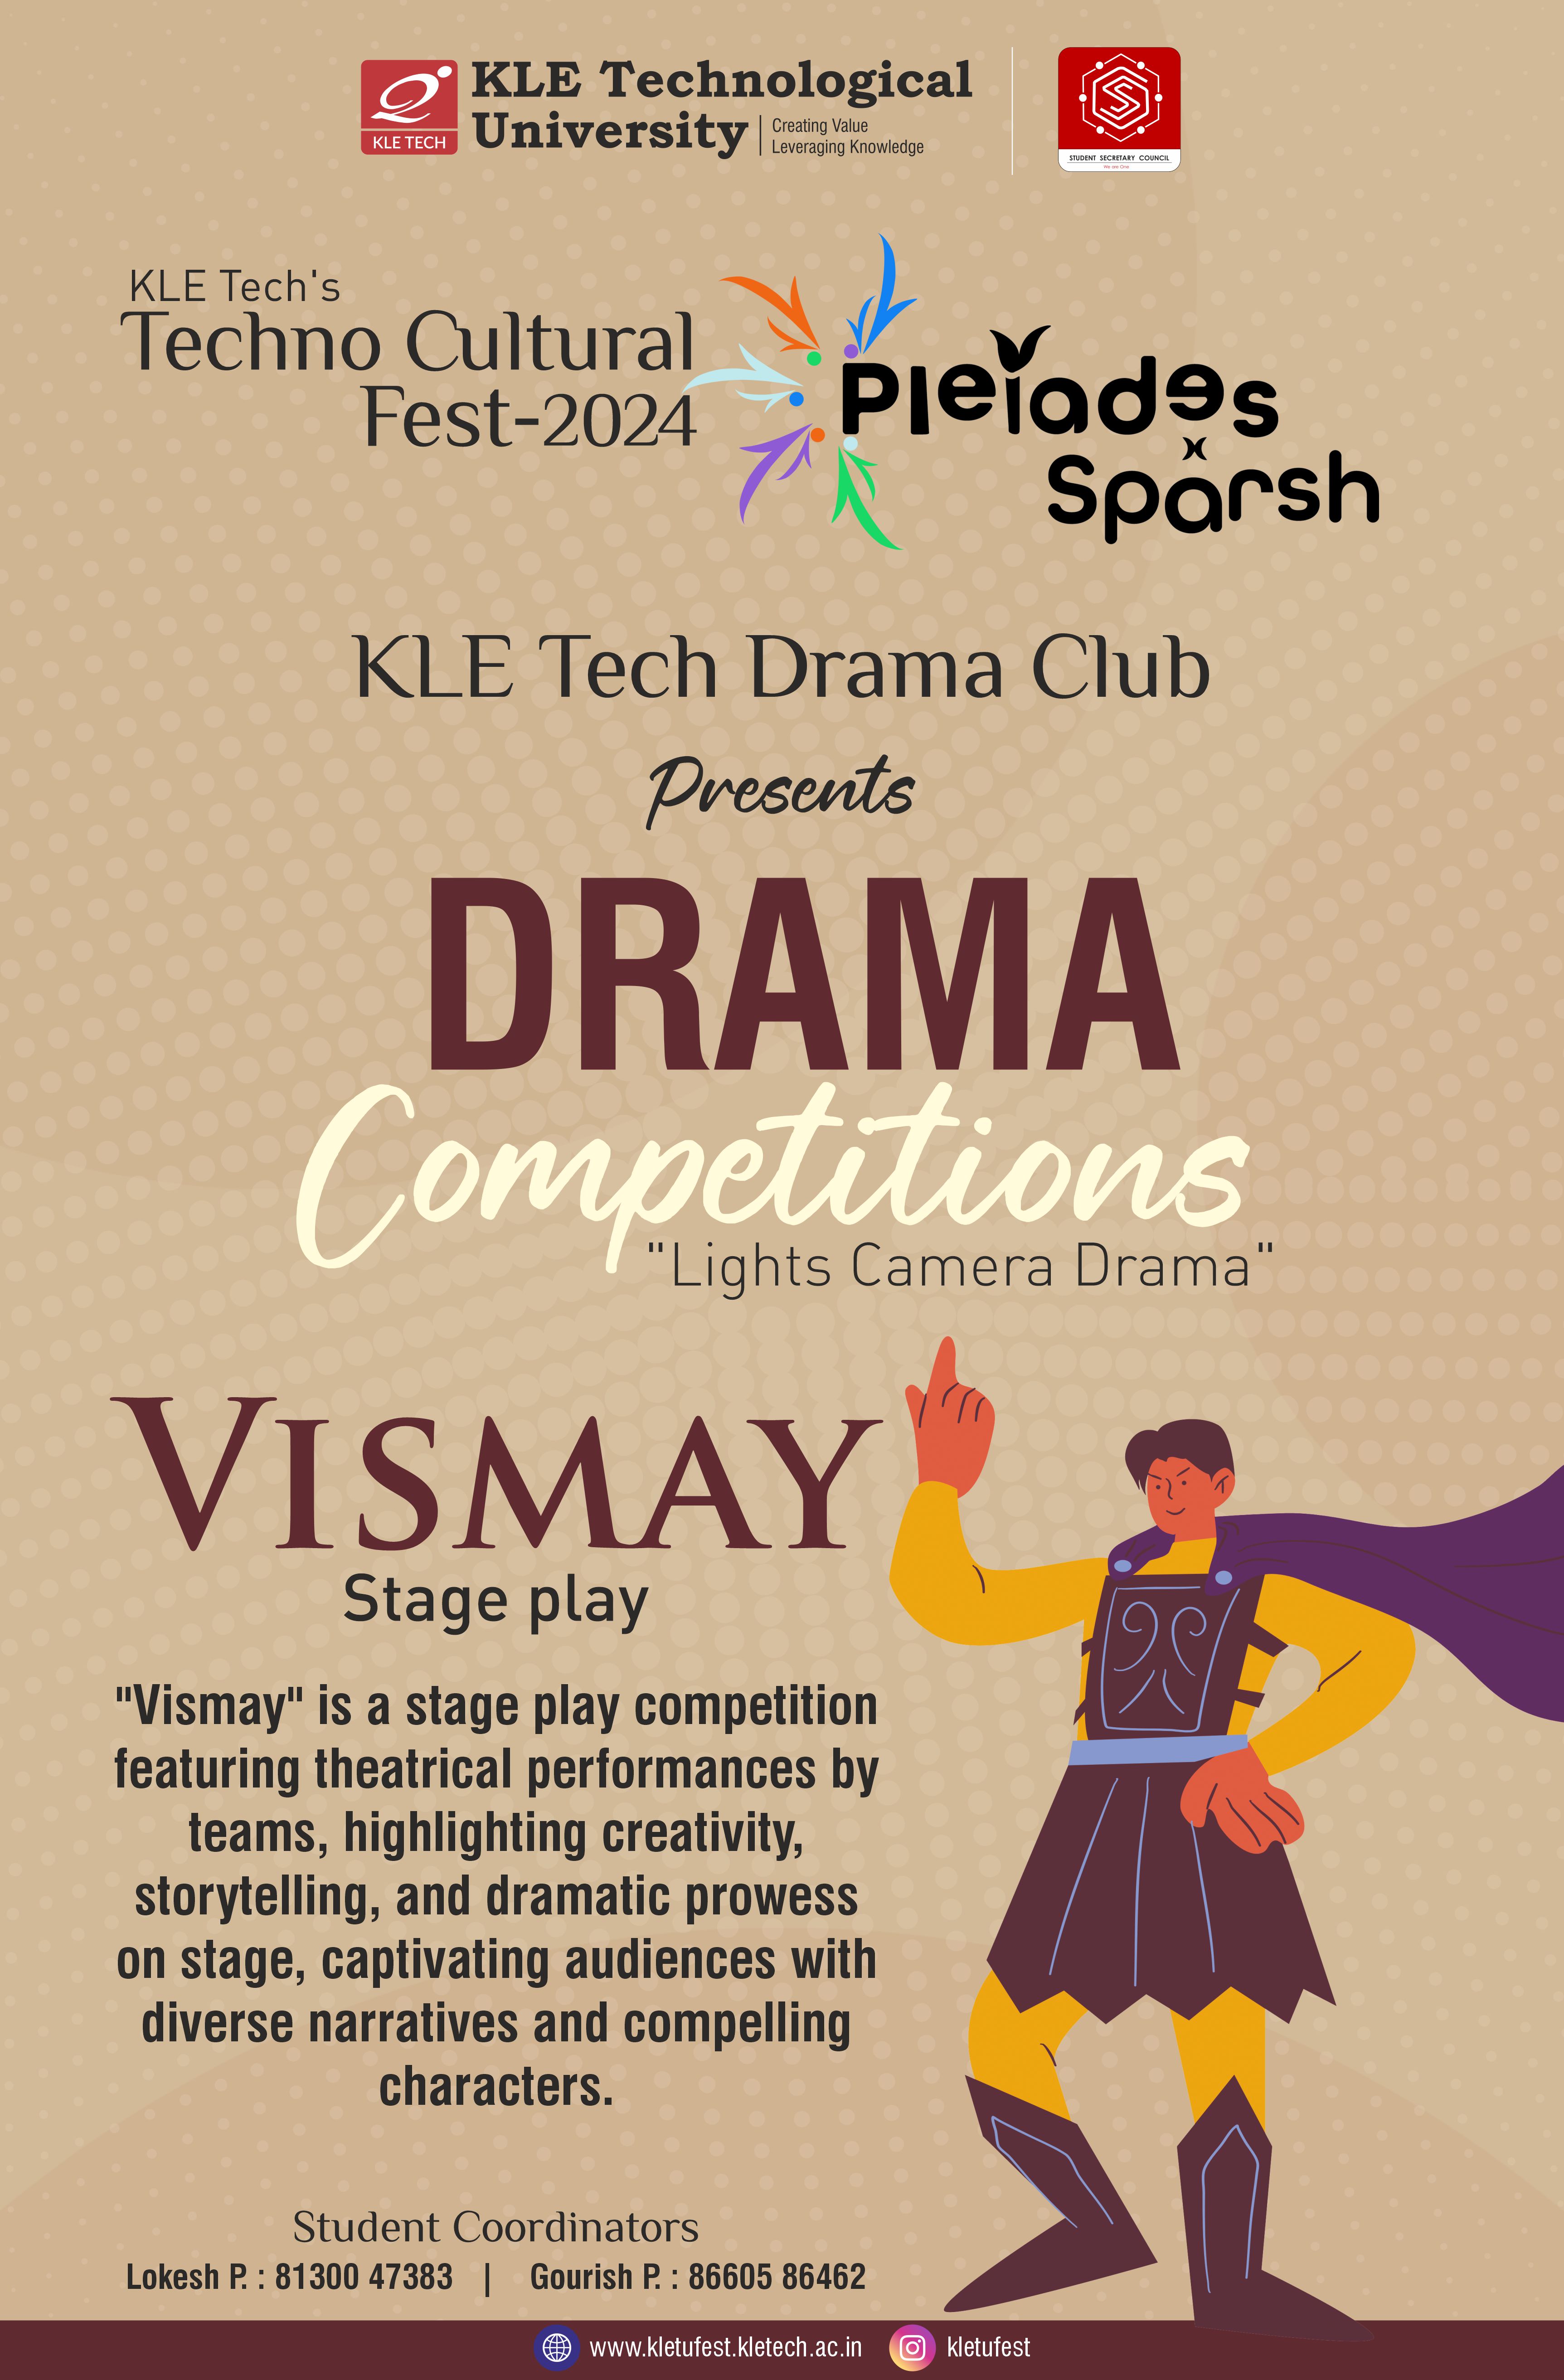 KLE TECH
KLE Technological
University
Creating Value
Leveraging Knowledge
STUDENT SECRETARY COUNCIL
We are One
KLE Tech's
Techno Cultural
Fest-2024
Pleiades
Sparsh
KLE Tech Drama Club
Presents
DRAMA
Competitions
"Lights Camera Drama"
VISMAY
Stage play
"Vismay" is a stage play competition
featuring theatrical performances by
teams, highlighting creativity,
storytelling, and dramatic prowess
on stage, captivating audiences with
diverse narratives and compelling
characters.
Student Coordinators
Lokesh P. : 81300 47383 | Gourish P. : 86605 86462
www.kletufest.kletech.ac.in kletufest